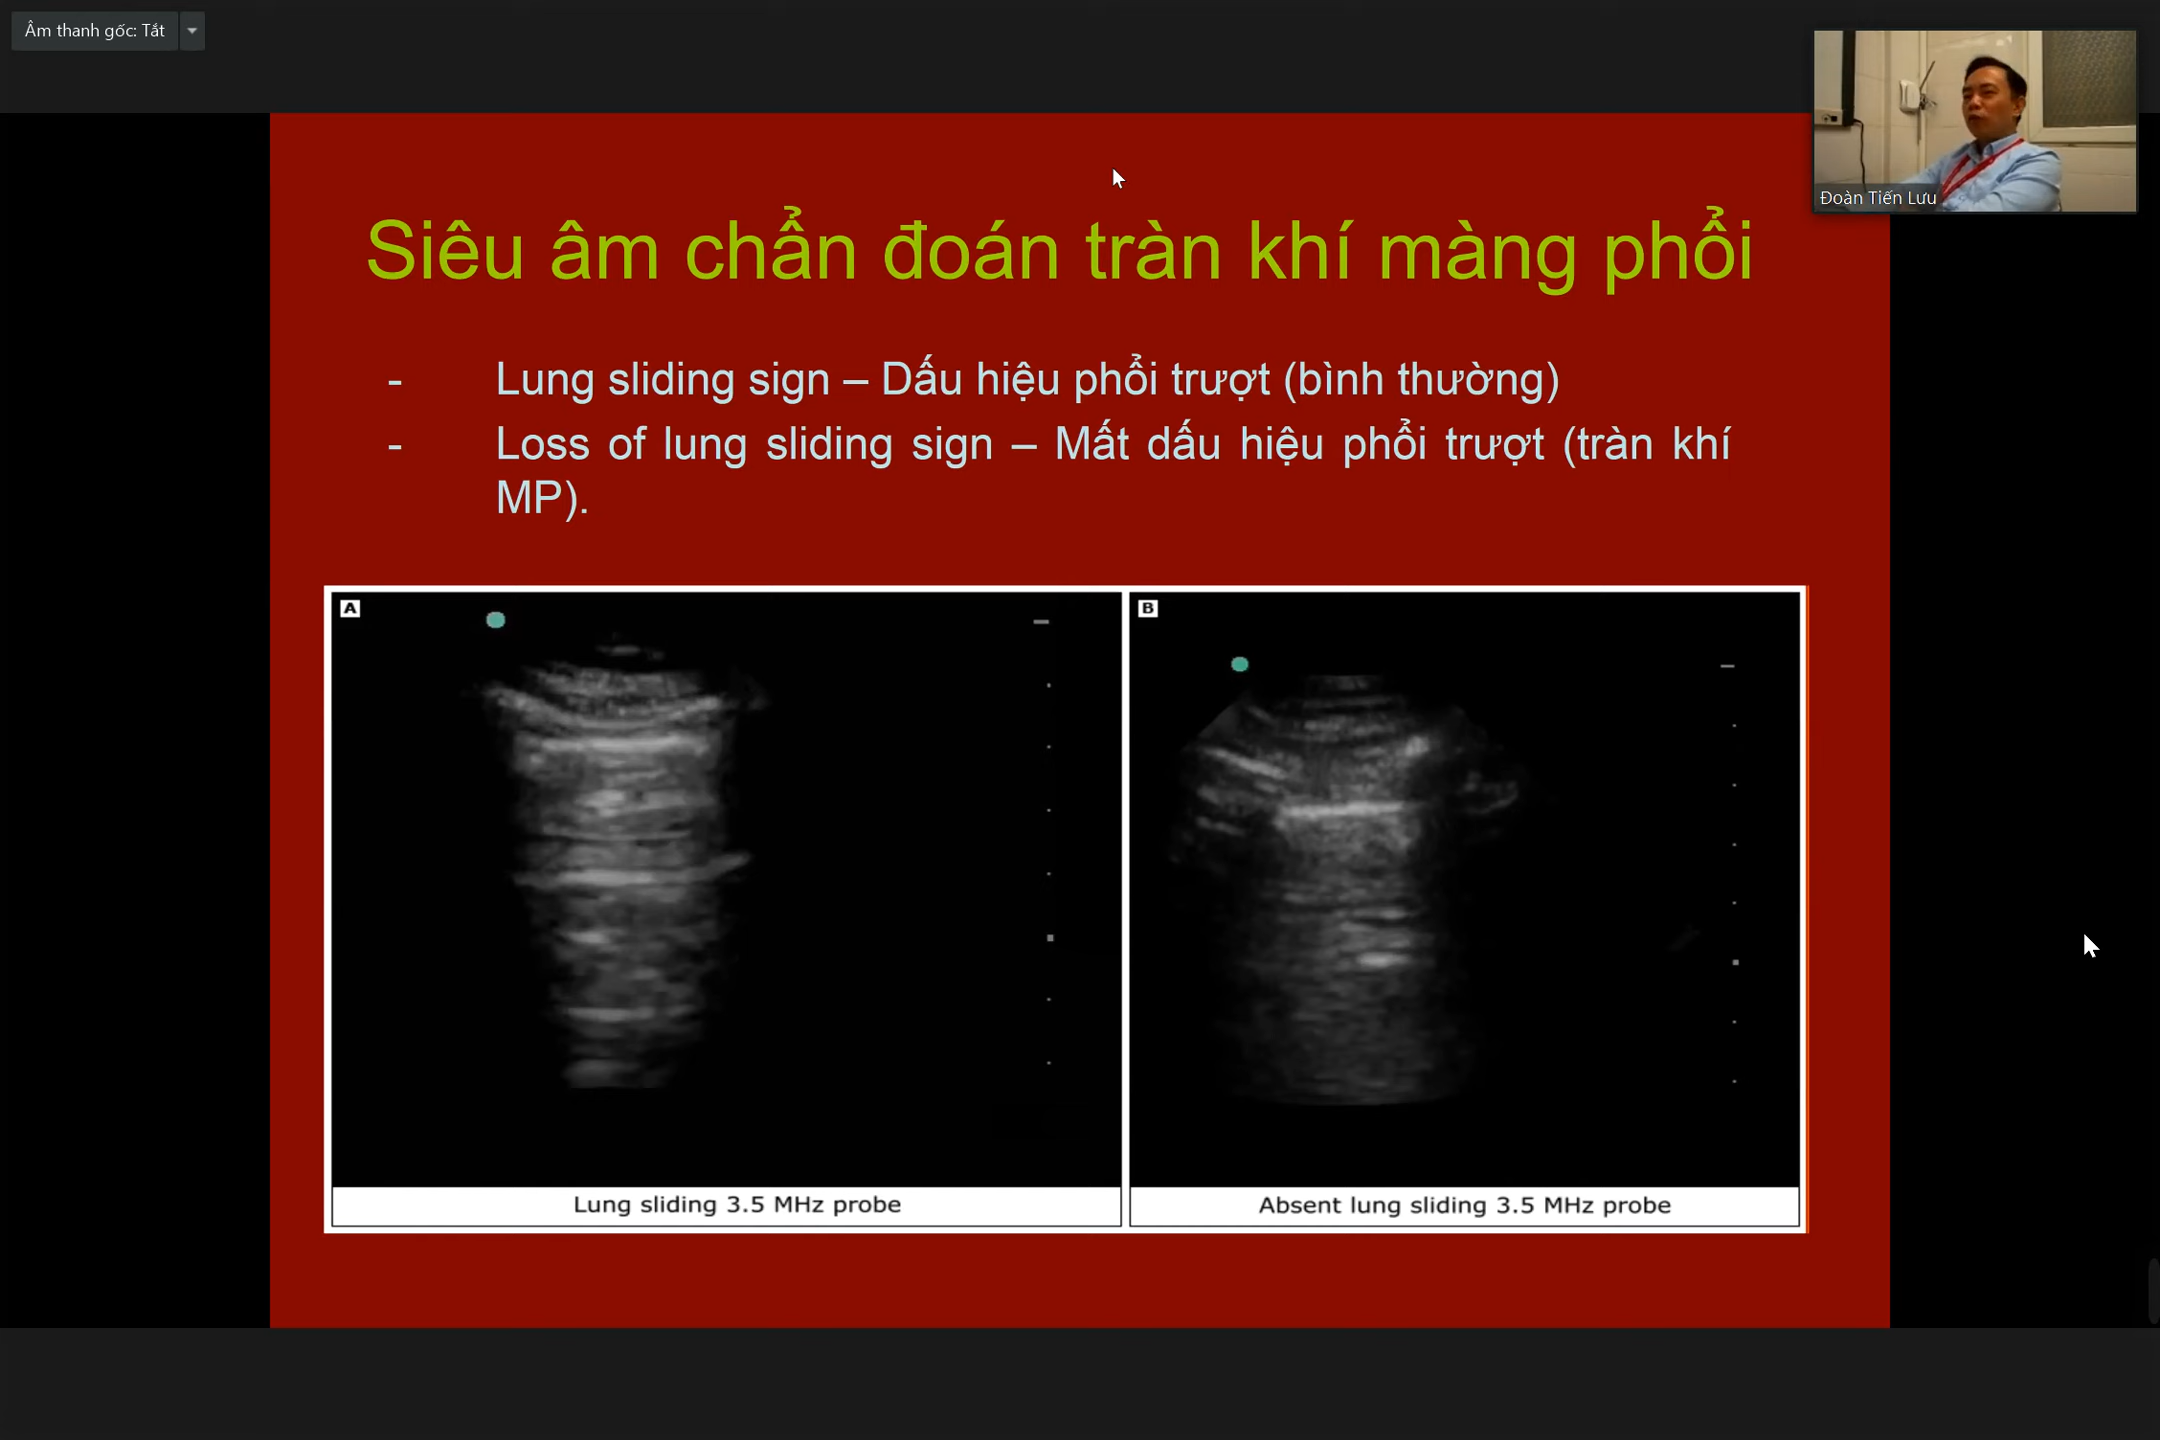 Âm thanh gốc: Tắt
Đoàn Tiến Lưu
Siêu âm chẩn đoán tràn khí màng phổi
- Lung sliding sign – Dấu hiệu phổi trượt (bình thường)
- Loss of lung sliding sign – Mất dấu hiệu phổi trượt (tràn khí
MP).
A
B
Lung sliding 3.5 MHz probe
Absent lung sliding 3.5 MHz probe